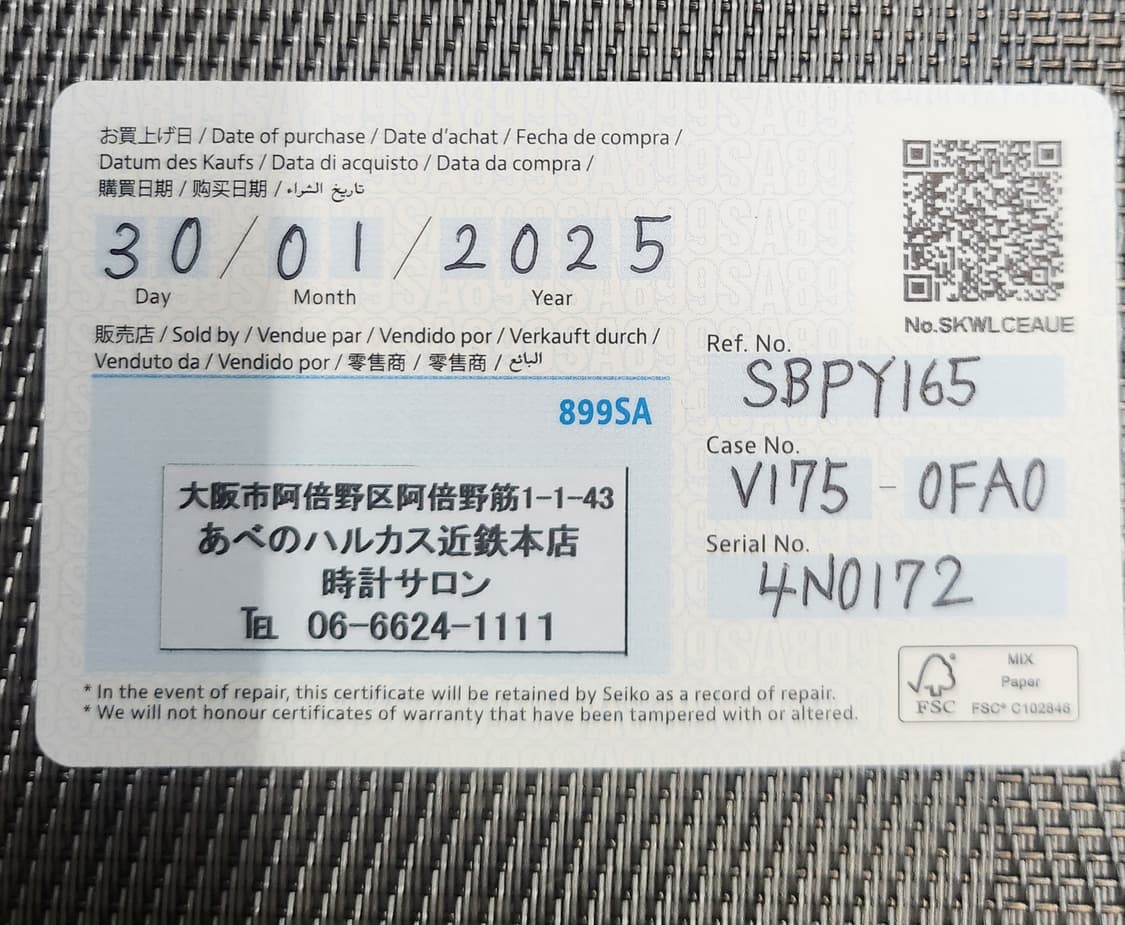 お買上げ日 / Date of purchase / Date d'achat / Fecha de compra /
Datum des Kaufs / Data di acquisto / Data da compra /
購買日期 / 购买日期 / تاريخ الشراء
30/01/2025
Day Month Year
販売店 / Sold by / Vendue par / Vendido por / Verkauft durch /
Venduto da / Vendido por / 零售商 / 零售商 / البائع
899SA
大阪市阿倍野区阿倍野筋1-1-43
あべのハルカス近鉄本店
時計サロン
TEL 06-6624-1111
No.SKWLCEAUE
Ref. No.
SBPY165
Case No.
V175 - 0FA0
Serial No.
4N0172
* In the event of repair, this certificate will be retained by Seiko as a record of repair.
* We will not honour certificates of warranty that have been tampered with or altered.
FSC®
MIX
Paper
FSC® C102846